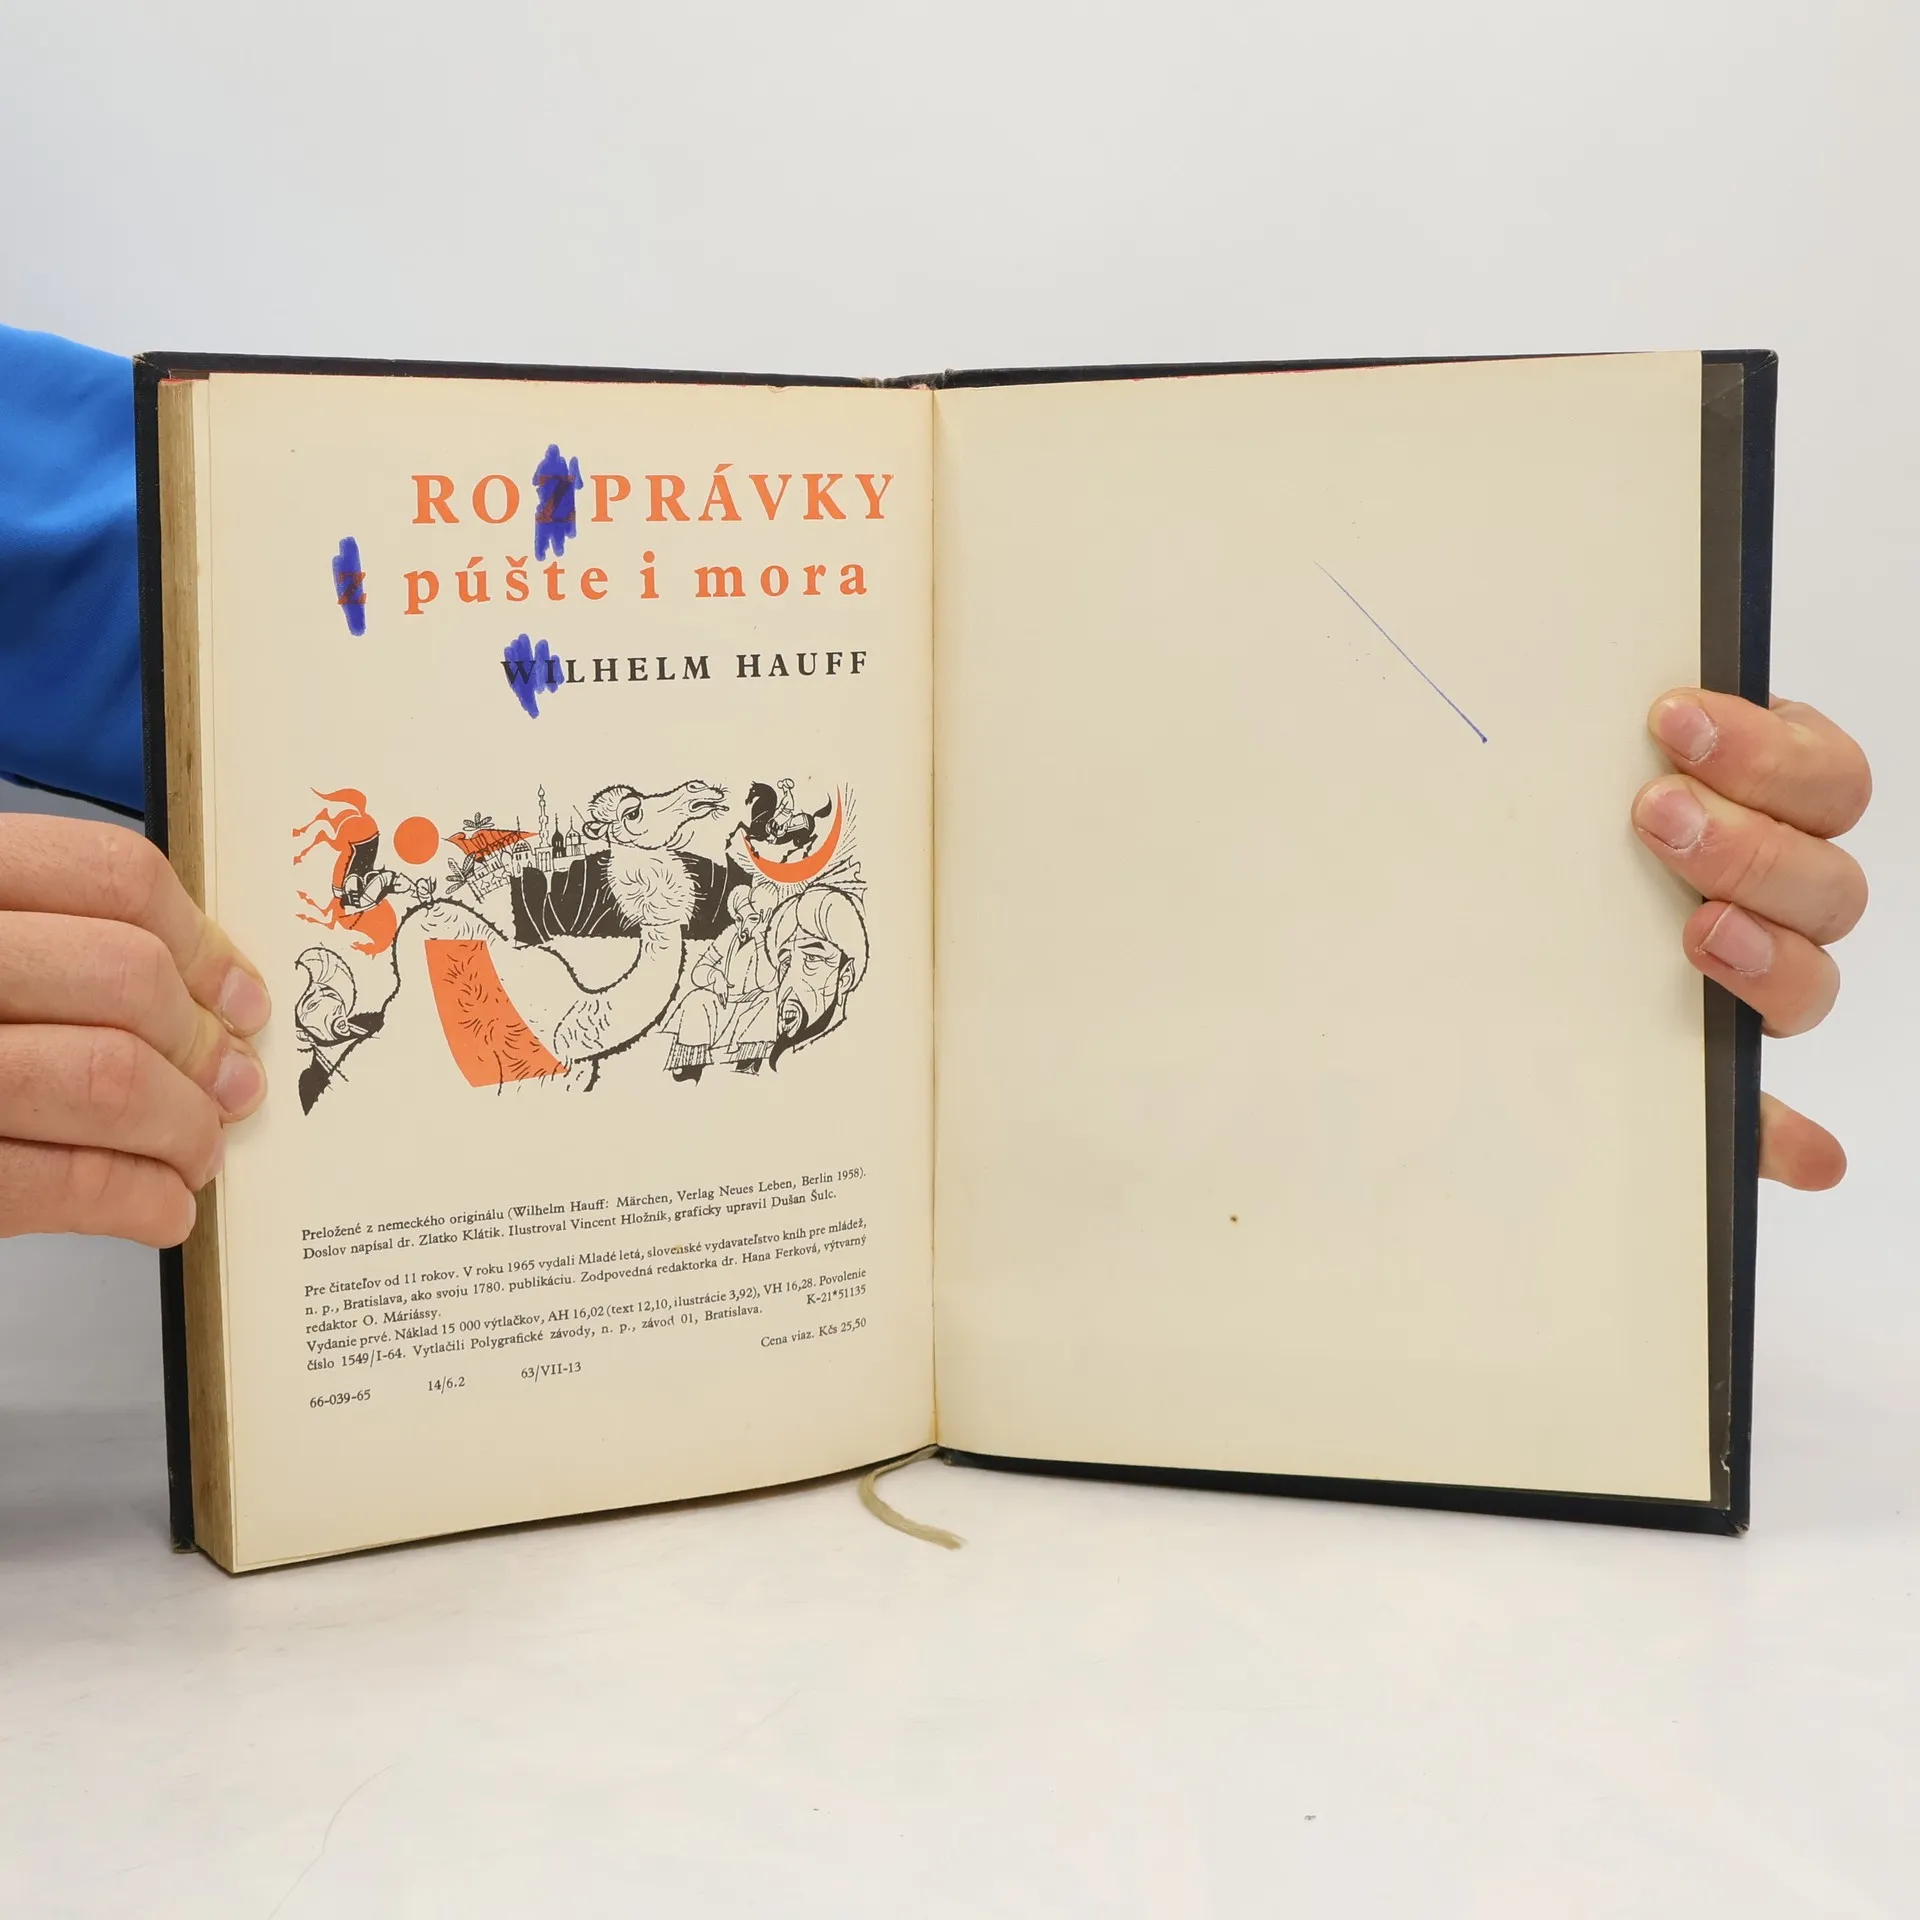 ROZPRÁVKY
z púšte i mora
WILHELM HAUFF
Preložené z nemeckého originálu (Wilhelm Hauff: Märchen, Verlag Neues Leben, Berlin 1958).
Doslov napísal dr. Zlatko Klátik. Ilustroval Vincent Hložník, graficky upravil Dušan Šulc.
Pre čitateľov od 11 rokov. V roku 1965 vydali Mladé letá, slovenské vydavateľstvo kníh pre mládež,
n. p., Bratislava, ako svoju 1780. publikáciu. Zodpovedná redaktorka dr. Hana Ferková, výtvarný
redaktor O. Máriássy.
Vydanie prvé. Náklad 15 000 výtlačkov, AH 16,02 (text 12,10, ilustrácie 3,92), VH 16,28. Povolenie
číslo 1549/I-64. Vytlačili Polygrafické závody, n. p., závod 01, Bratislava. K-21*51135
Cena viaz. Kčs 25,50
66-039-65 14/6.2 63/VII-13